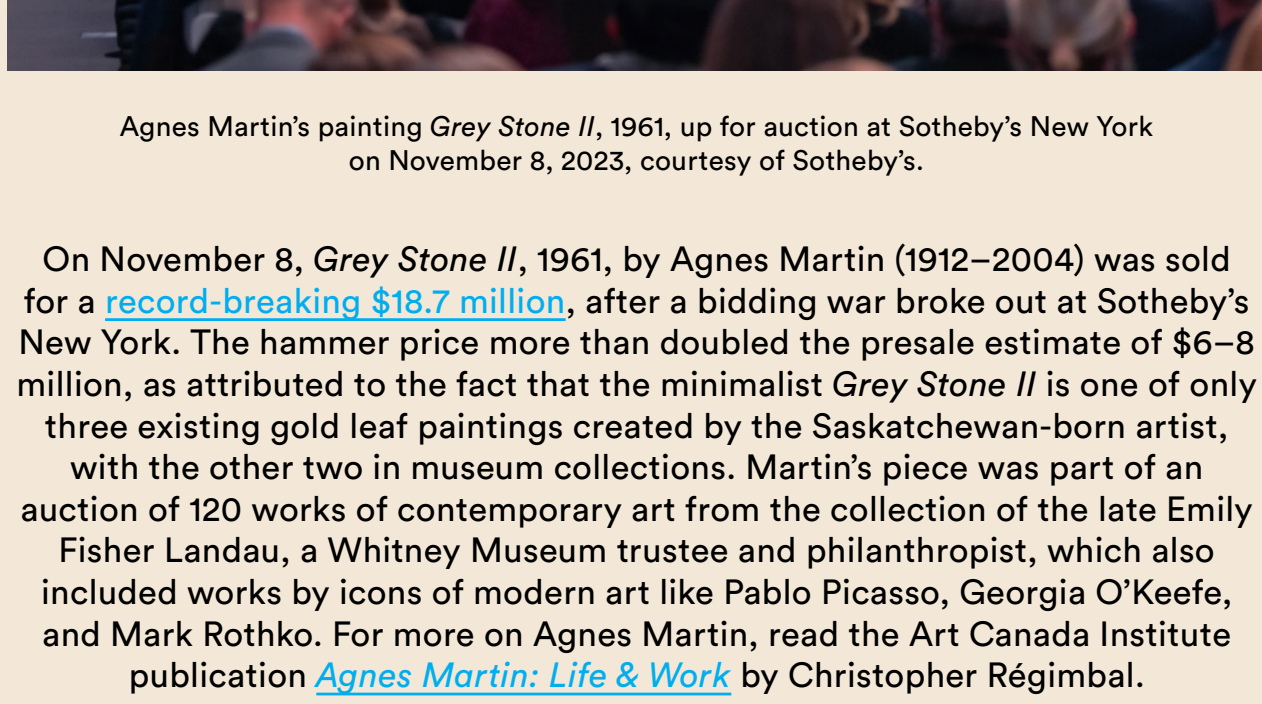 Agnes Martin’s painting Grey Stone II, 1961, up for auction at Sotheby’s New York
on November 8, 2023, courtesy of Sotheby’s.
On November 8, Grey Stone II, 1961, by Agnes Martin (1912–2004) was sold
for a record-breaking $18.7 million, after a bidding war broke out at Sotheby’s
New York. The hammer price more than doubled the presale estimate of $6–8
million, as attributed to the fact that the minimalist Grey Stone II is one of only
three existing gold leaf paintings created by the Saskatchewan-born artist,
with the other two in museum collections. Martin’s piece was part of an
auction of 120 works of contemporary art from the collection of the late Emily
Fisher Landau, a Whitney Museum trustee and philanthropist, which also
included works by icons of modern art like Pablo Picasso, Georgia O’Keefe,
and Mark Rothko. For more on Agnes Martin, read the Art Canada Institute
publication Agnes Martin: Life & Work by Christopher Régimbal.